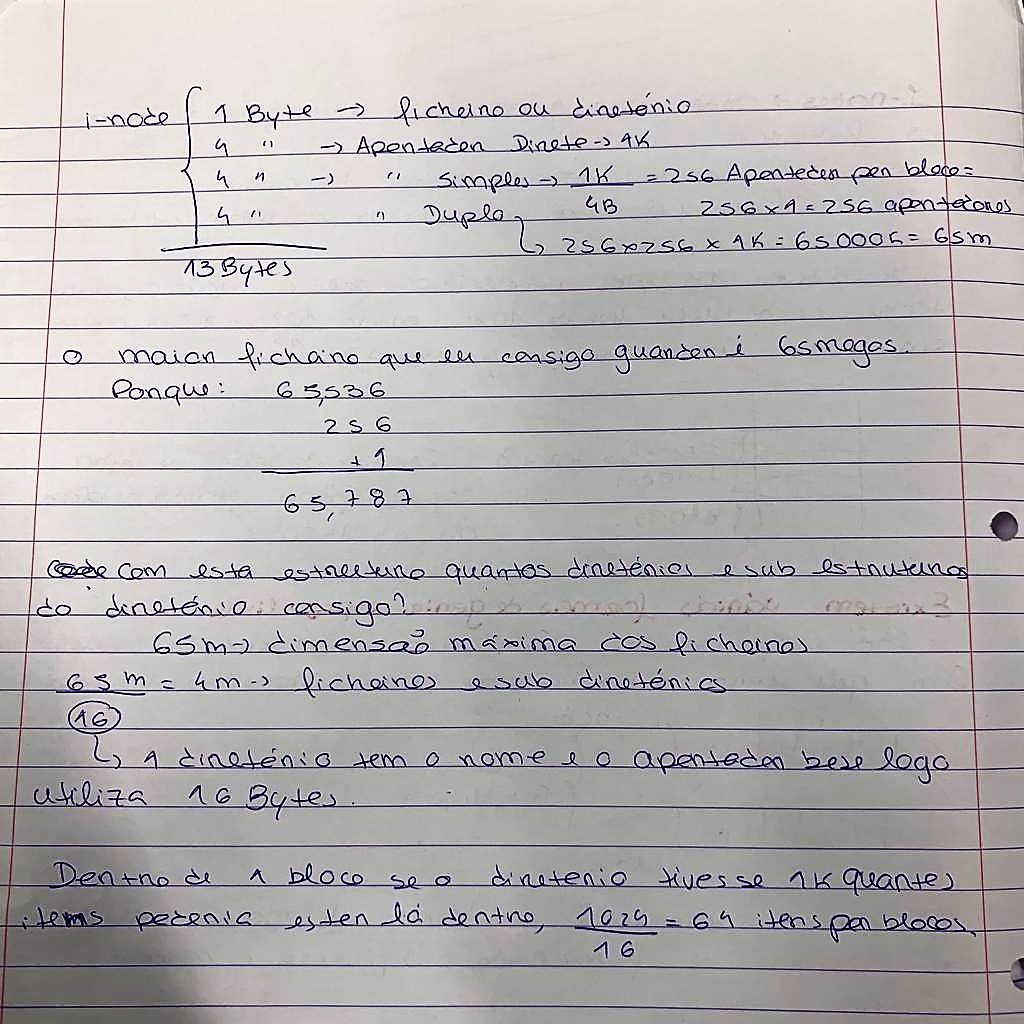 i-node { 1 Byte → ficheiro ou diretório
4 " → Apontador Direto → 1K
4 " → " Simples → 1K / 4B = 256 Apontador por bloco =
4 " " Duplo 256 x 1 = 256 apontadores
↳ 256 x 256 x 1K = 65000K = 65m
13 Bytes
O maior ficheiro que eu consigo guardar é 65megas.
Porque: 65,536
256
+ 1
65,787
Com esta estrutura quantos diretórios e sub estruturas
do diretório consigo?
65m → dimensão máxima dos ficheiros
65m / 16 = 4m → ficheiros e sub diretórios
↳ 1 diretório tem o nome e o apontador base logo
utiliza 16 Bytes.
Dentro de 1 bloco se o diretorio tivesse 1K quantos
items poderia estar lá dentro, 1024 / 16 = 64 itens por blocos.